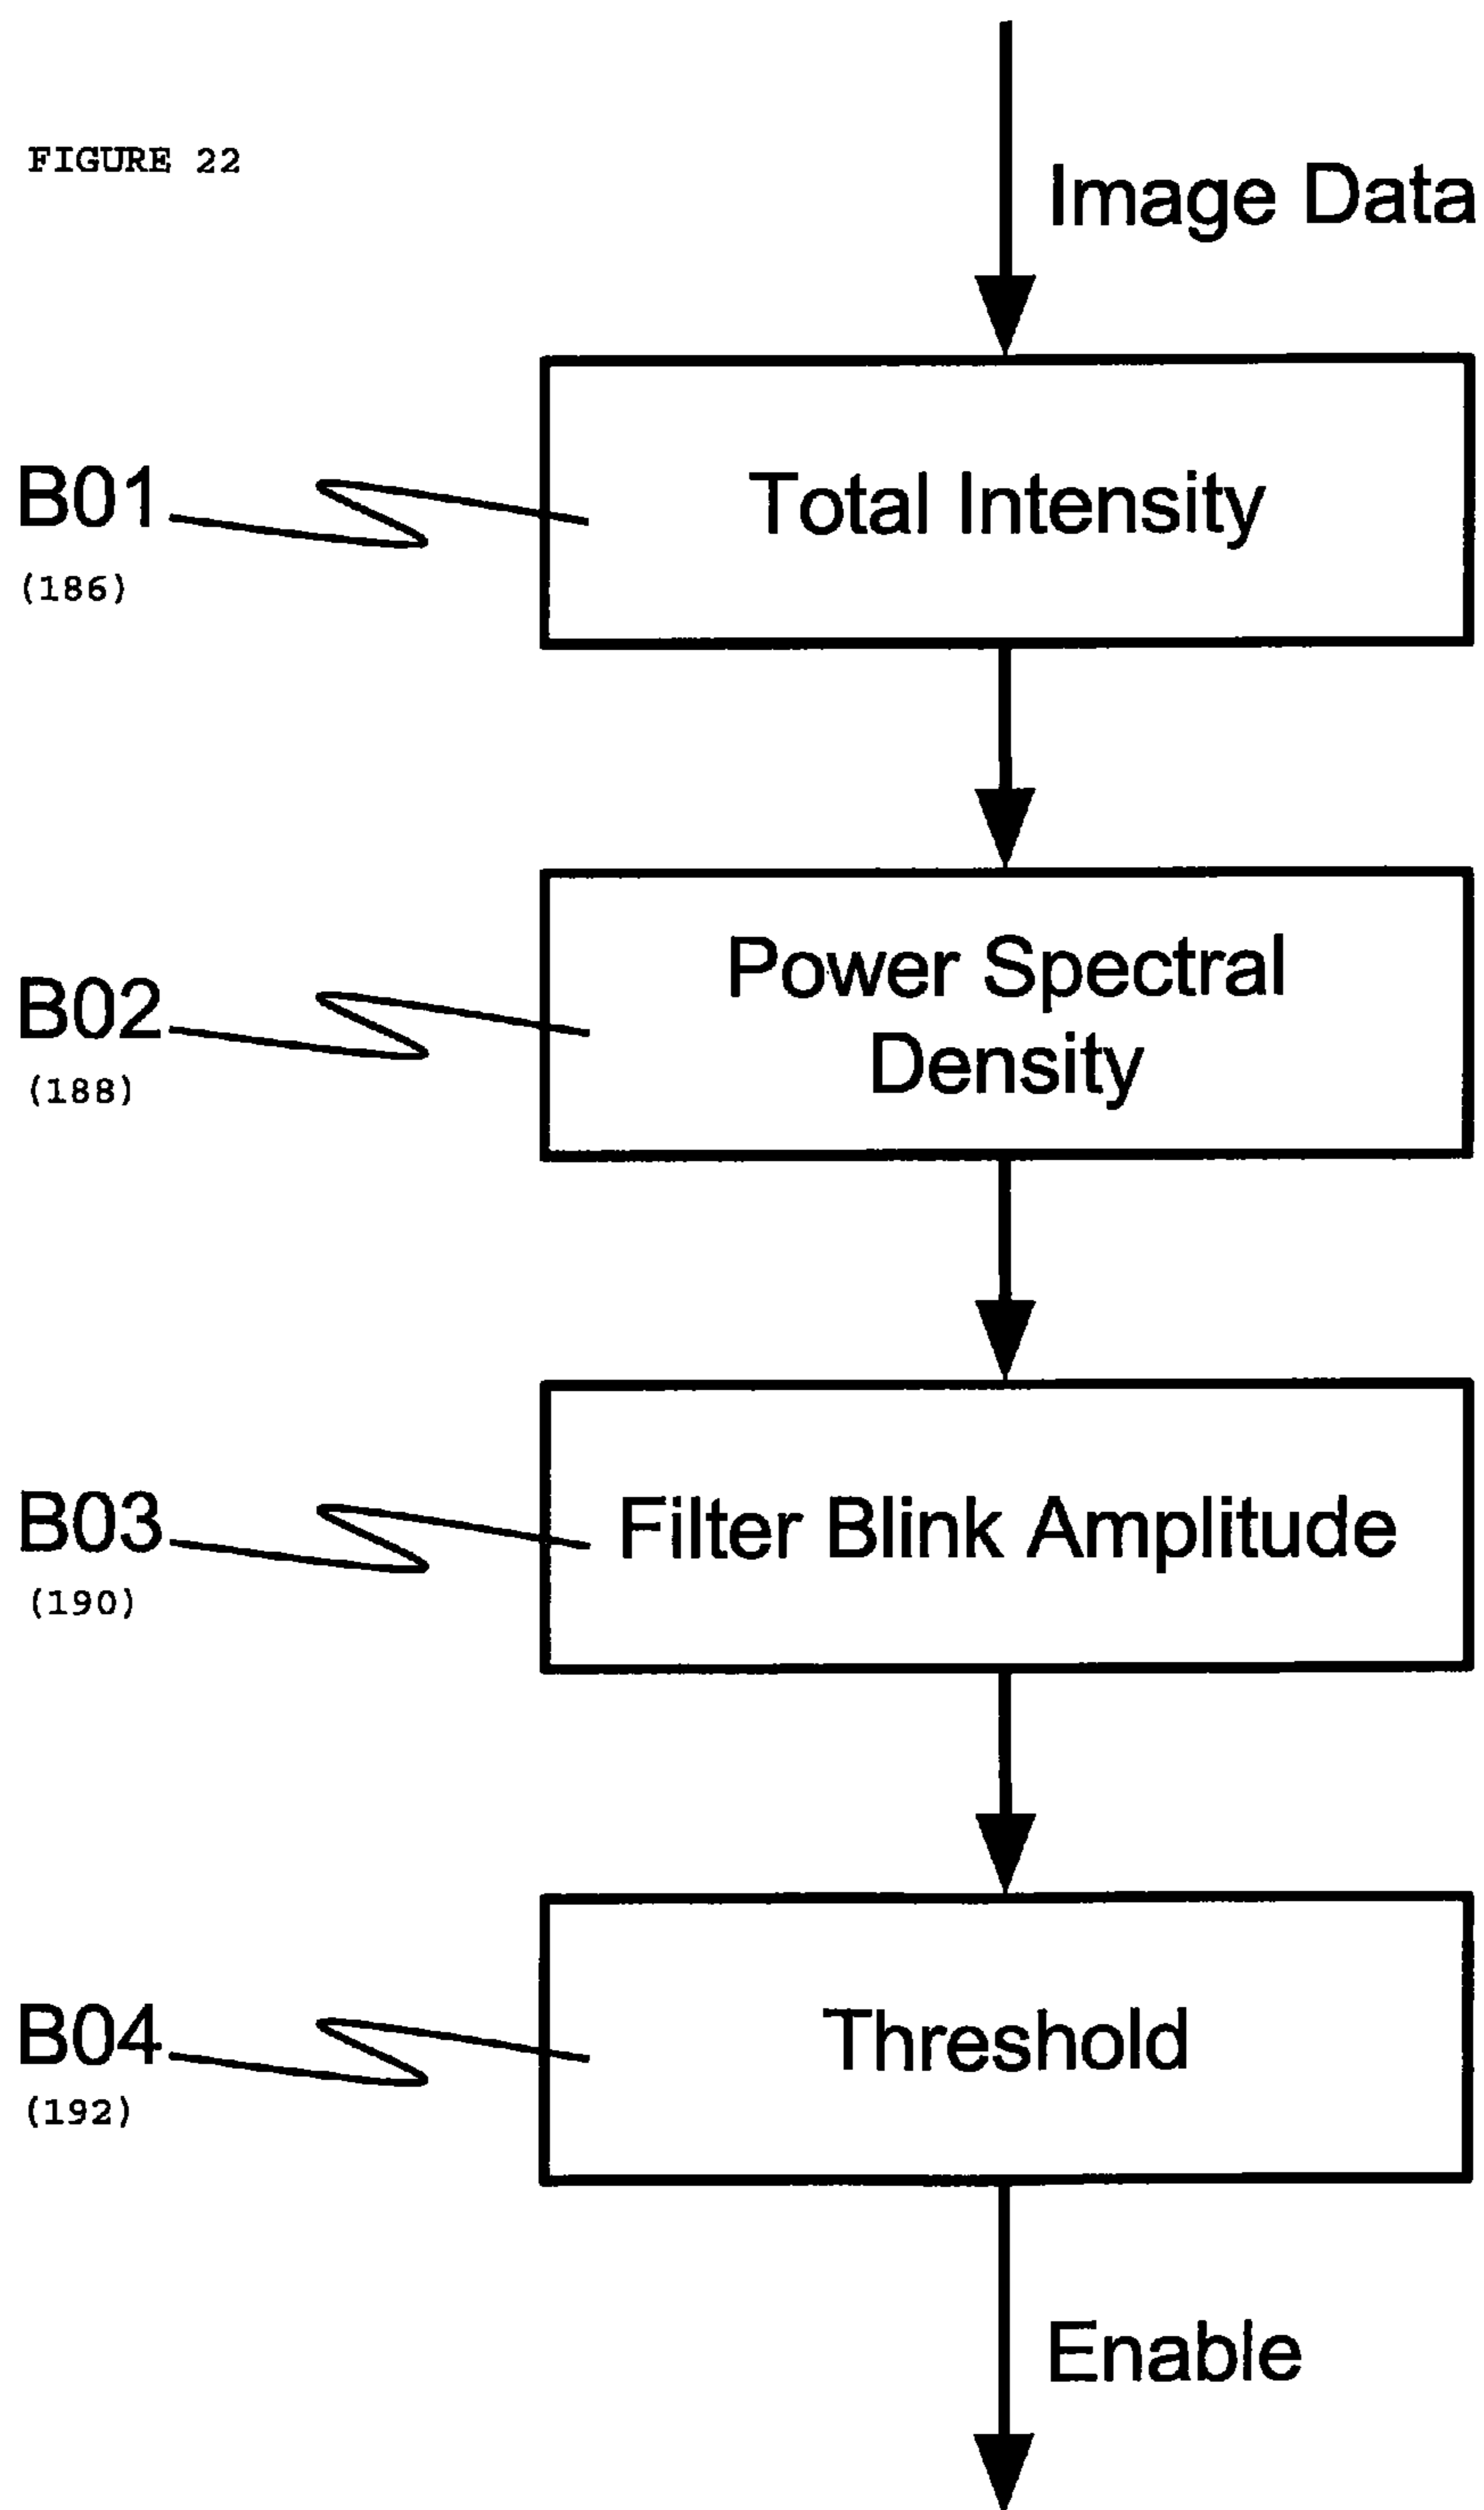 FIGURE 22
Image Data
B01
(186)
Total Intensity
B02
(188)
Power Spectral
Density
B03
(190)
Filter Blink Amplitude
B04
(192)
Threshold
Enable